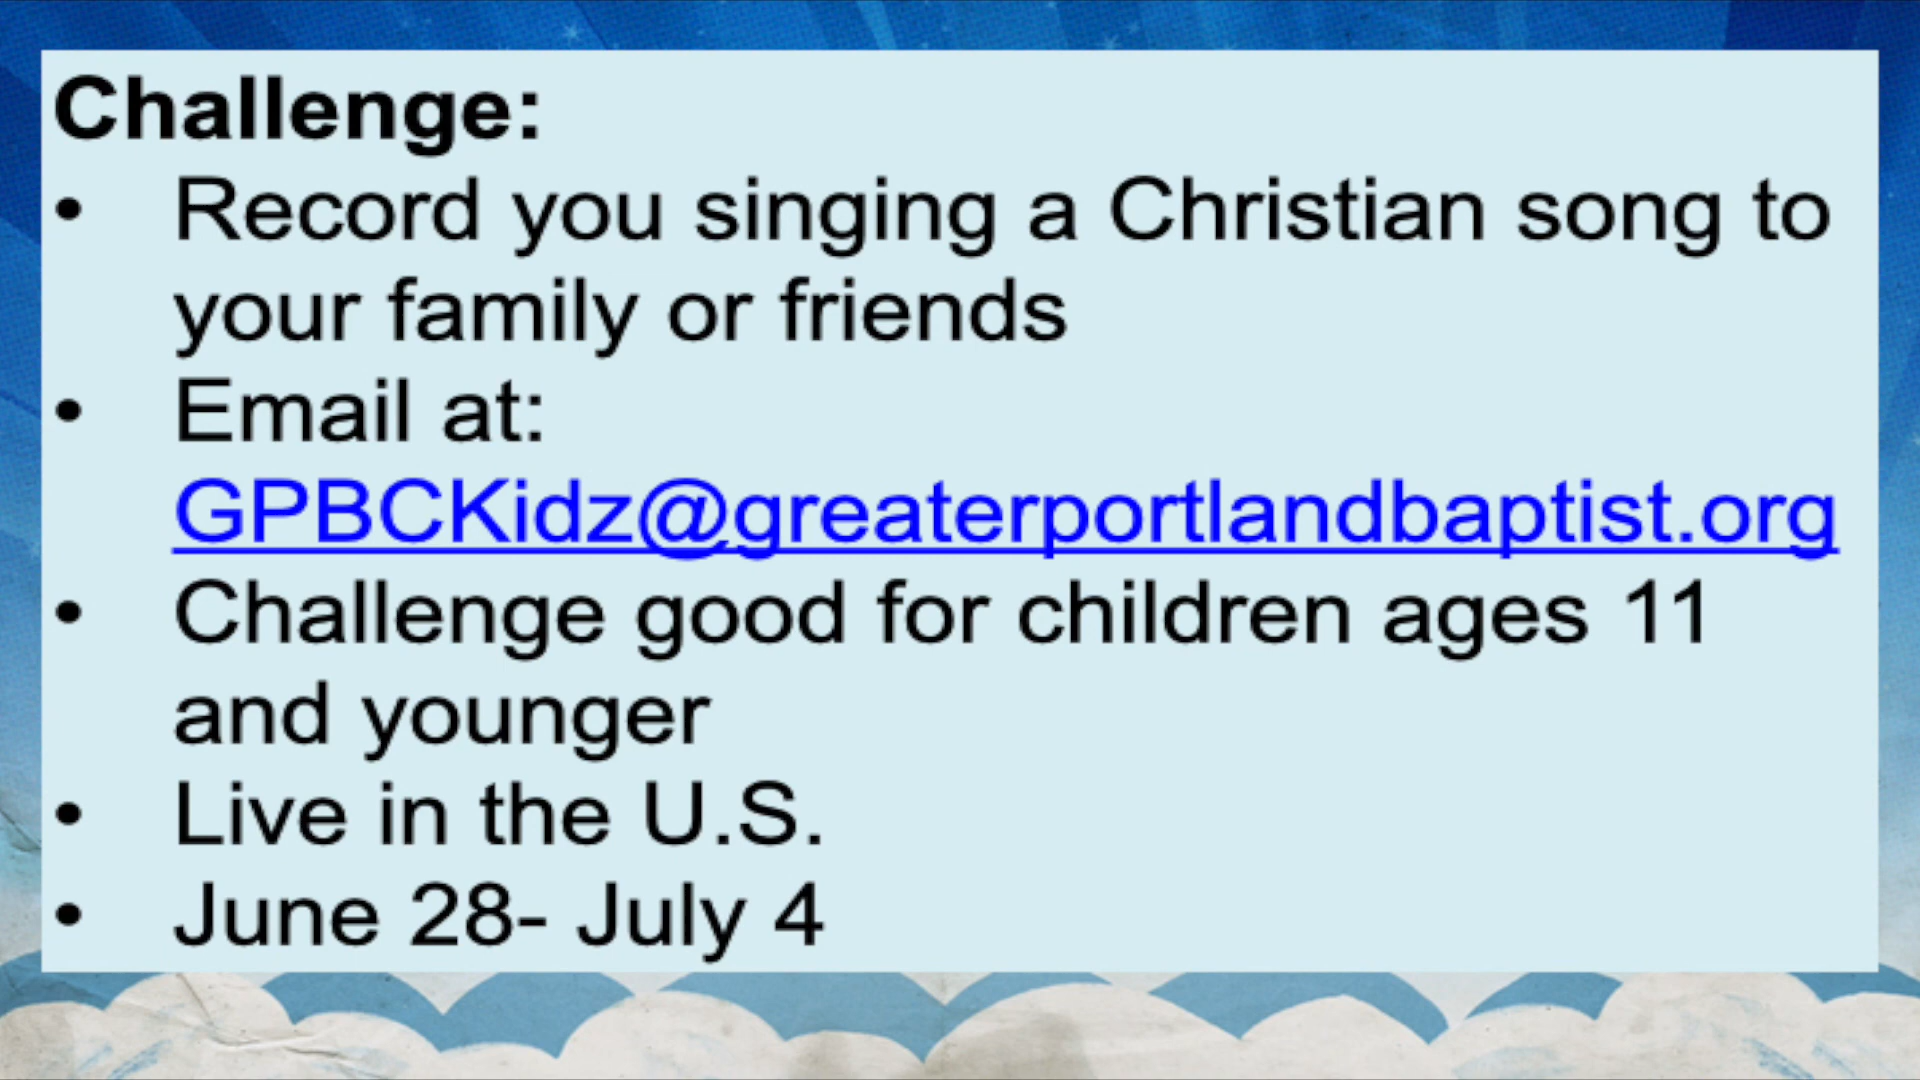 Challenge:
• Record you singing a Christian song to
your family or friends
• Email at:
GPBCKidz@greaterportlandbaptist.org
• Challenge good for children ages 11
and younger
• Live in the U.S.
• June 28- July 4